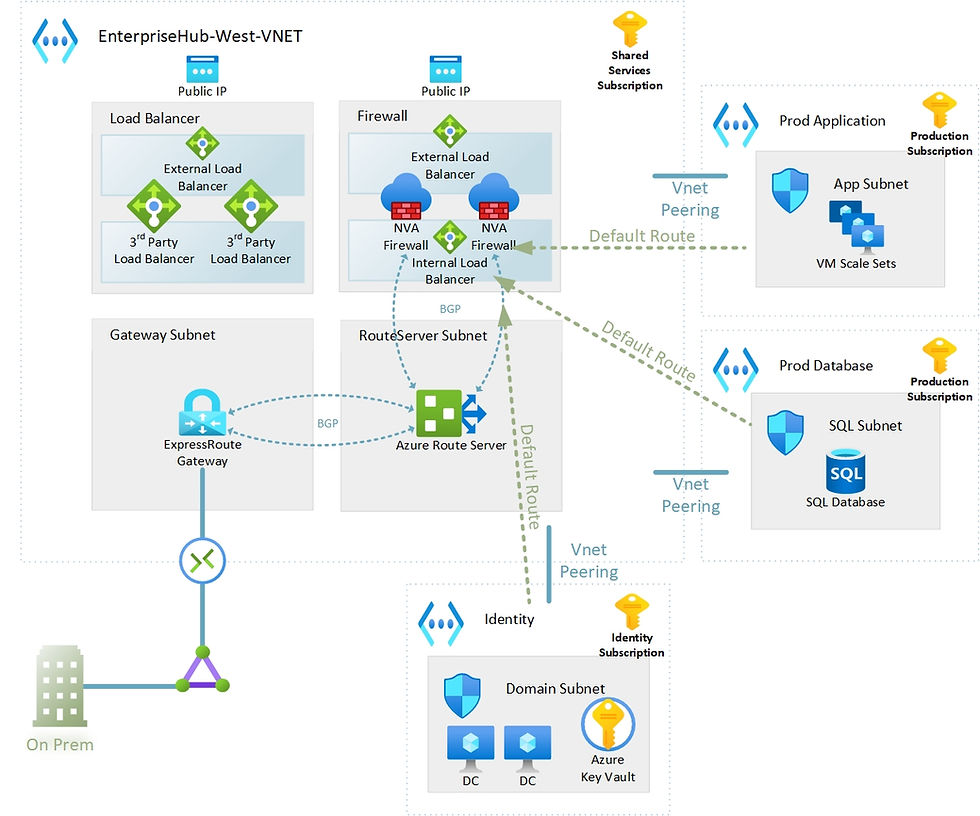 EnterpriseHub-West-VNET
Shared
Services
Subscription
Public IP
Public IP
Load Balancer
External Load
Balancer
3rd Party
Load Balancer
3rd Party
Load Balancer
Firewall
External Load
Balancer
NVA
Firewall
NVA
Firewall
Internal Load
Balancer
BGP
Gateway Subnet
ExpressRoute
Gateway
BGP
RouteServer Subnet
Azure Route Server
Vnet
Peering
Default Route
Prod Application
Production
Subscription
App Subnet
VM Scale Sets
Default Route
Prod Database
Production
Subscription
SQL Subnet
SQL
SQL Database
Vnet
Peering
Default Route
Vnet
Peering
Identity
Identity
Subscription
Domain Subnet
DC
DC
Azure
Key Vault
On Prem